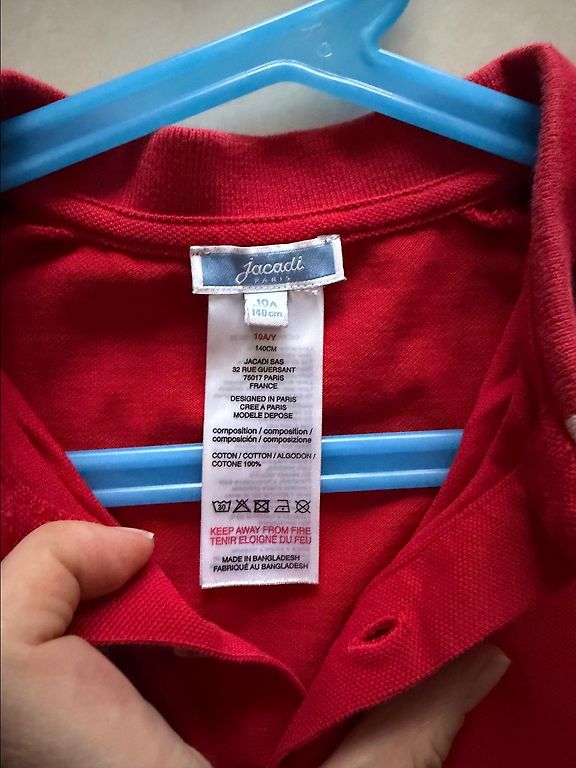 Jacadi
PARIS
10A
140cm
10A/Y
140CM
JACADI SAS
32 RUE GUERSANT
75017 PARIS
FRANCE
DESIGNED IN PARIS
CREE A PARIS
MODELE DEPOSE
composition / composition /
composición / composizione
COTON / COTTON / ALGODON /
COTONE 100%
30
KEEP AWAY FROM FIRE
TENIR ELOIGNÉ DU FEU
MADE IN BANGLADESH
FABRIQUÉ AU BANGLADESH